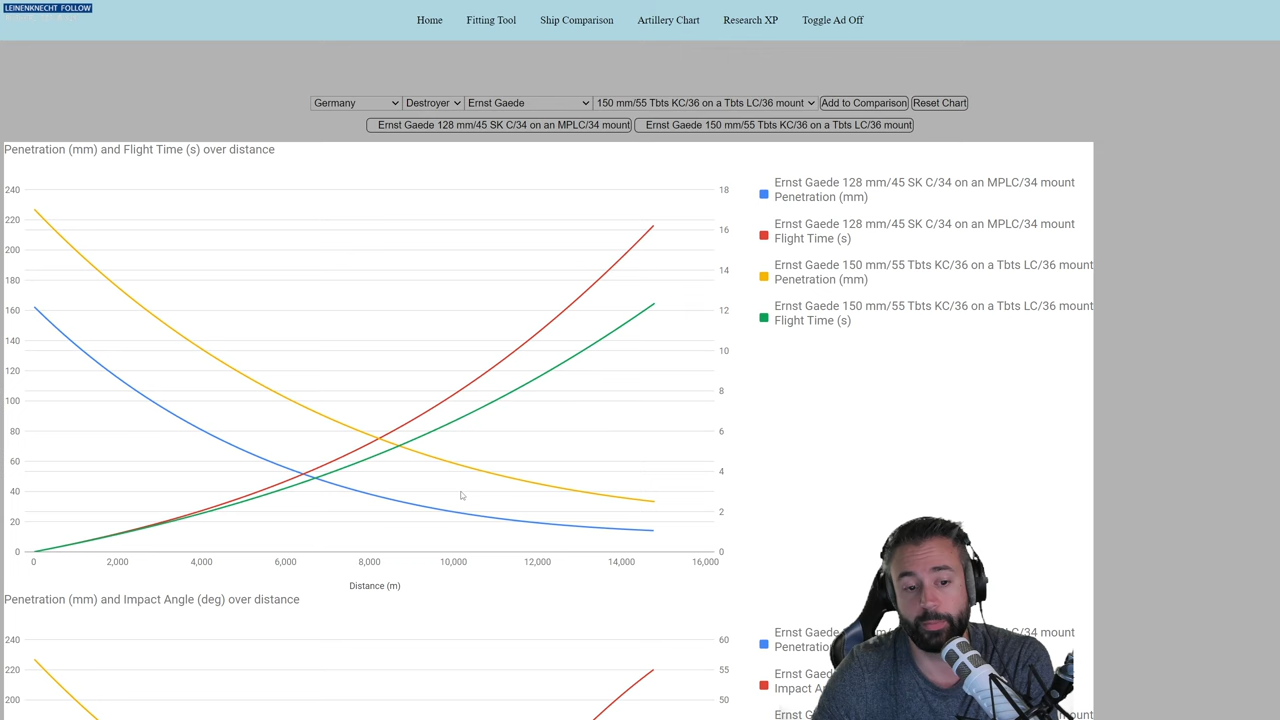 LEINENKNECHT FOLLOW
Home Fitting Tool Ship Comparison Artillery Chart Research XP Toggle Ad Off
Germany Destroyer Ernst Gaede 150 mm/55 Tbts KC/36 on a Tbts LC/36 mount Add to Comparison Reset Chart
Ernst Gaede 128 mm/45 SK C/34 on an MPLC/34 mount Ernst Gaede 150 mm/55 Tbts KC/36 on a Tbts LC/36 mount
Penetration (mm) and Flight Time (s) over distance
240
220
200
180
160
140
120
100
80
60
40
20
0
18
16
14
12
10
8
6
4
2
0
0 2,000 4,000 6,000 8,000 10,000 12,000 14,000 16,000
Distance (m)
Ernst Gaede 128 mm/45 SK C/34 on an MPLC/34 mount
Penetration (mm)
Ernst Gaede 128 mm/45 SK C/34 on an MPLC/34 mount
Flight Time (s)
Ernst Gaede 150 mm/55 Tbts KC/36 on a Tbts LC/36 mount
Penetration (mm)
Ernst Gaede 150 mm/55 Tbts KC/36 on a Tbts LC/36 mount
Flight Time (s)
Penetration (mm) and Impact Angle (deg) over distance
240
220
200
60
55
50
Ernst Gaede C/34 mount
Ernst
Impact
Ernst